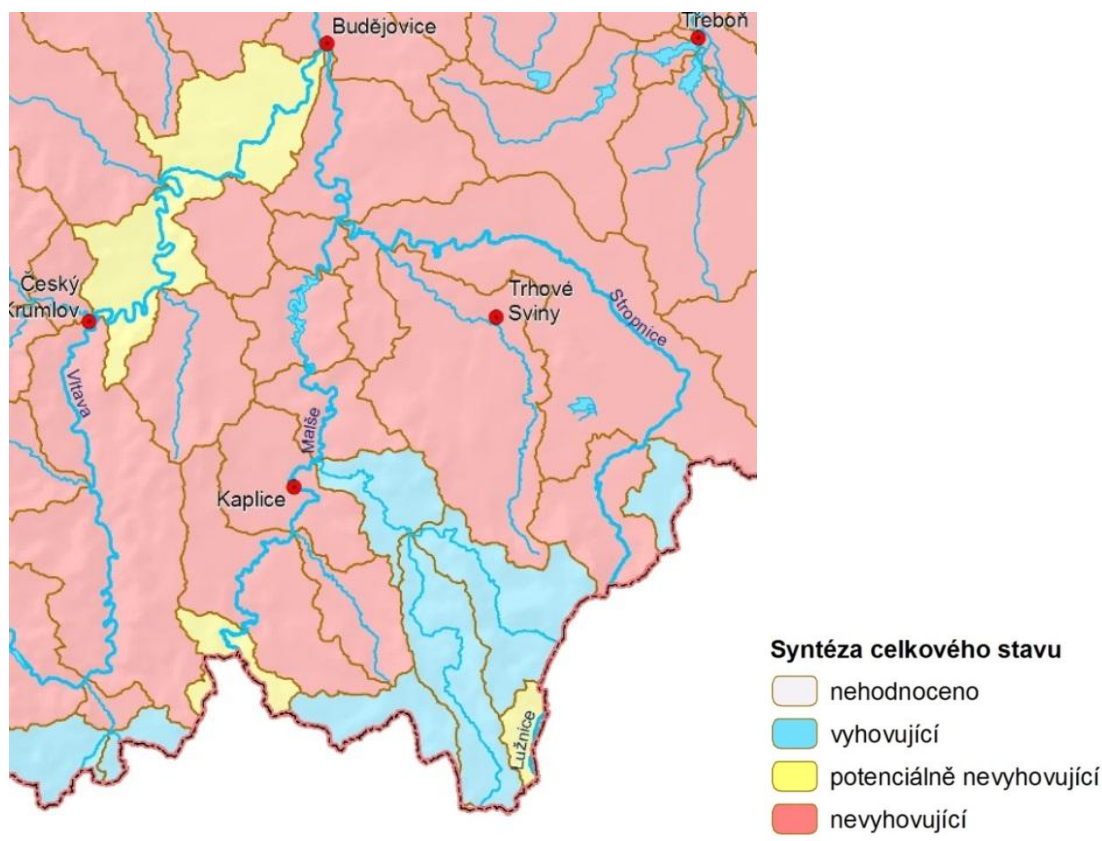 Budějovice
Třeboň
Český
Krumlov
Trhové
Sviny
Stropnice
Vltava
Malše
Kaplice
Lužnice
Syntéza celkového stavu
nehodnoceno
vyhovující
potenciálně nevyhovující
nevyhovující